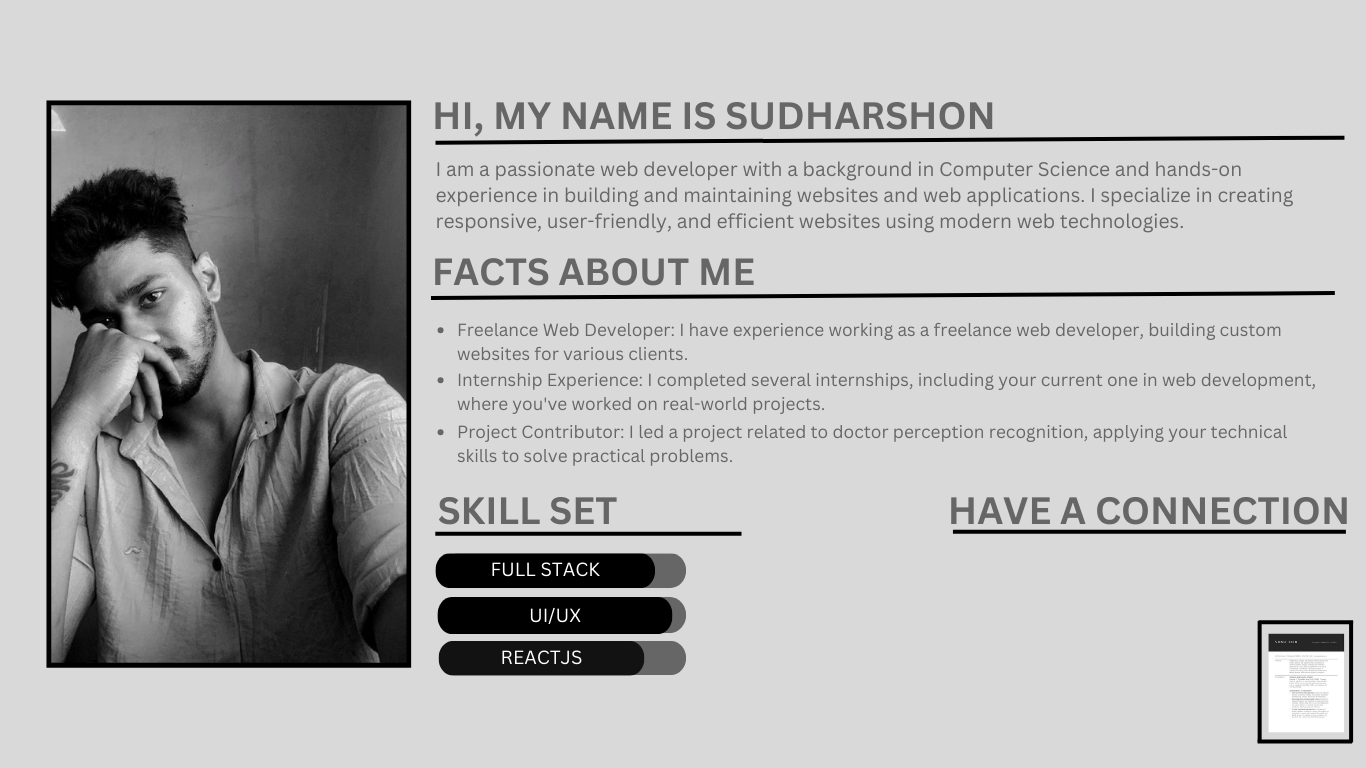 HI, MY NAME IS SUDHARSHON
I am a passionate web developer with a background in Computer Science and hands-on
experience in building and maintaining websites and web applications. I specialize in creating
responsive, user-friendly, and efficient websites using modern web technologies.
FACTS ABOUT ME
• Freelance Web Developer: I have experience working as a freelance web developer, building custom
websites for various clients.
• Internship Experience: I completed several internships, including your current one in web development,
where you've worked on real-world projects.
• Project Contributor: I led a project related to doctor perception recognition, applying your technical
skills to solve practical problems.
SKILL SET
HAVE A CONNECTION
FULL STACK
UI/UX
REACTJS